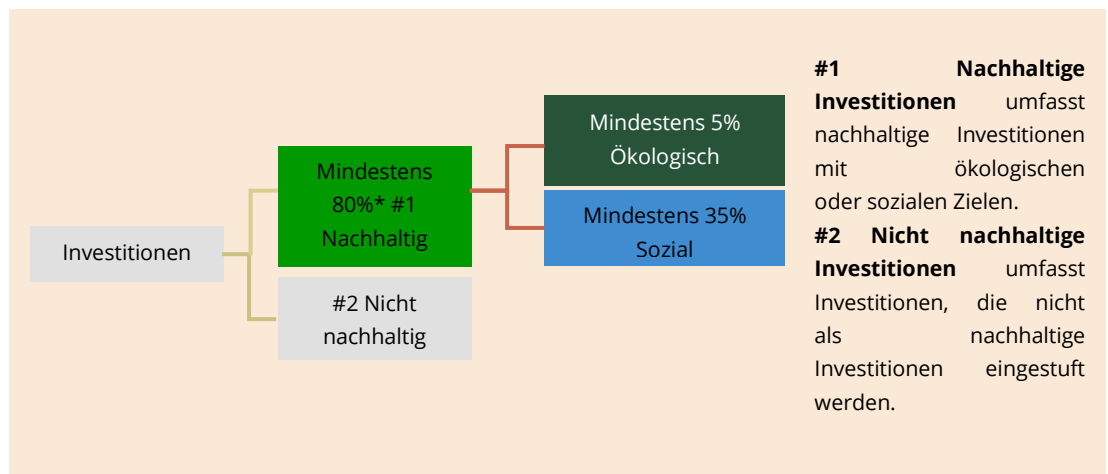 Investitionen
Mindestens
80%* #1
Nachhaltig
#2 Nicht
nachhaltig
Mindestens 5%
Ökologisch
Mindestens 35%
Sozial
#1 Nachhaltige
Investitionen umfasst
nachhaltige Investitionen
mit ökologischen
oder sozialen Zielen.
#2 Nicht nachhaltige
Investitionen umfasst
Investitionen, die nicht
als nachhaltige
Investitionen eingestuft
werden.